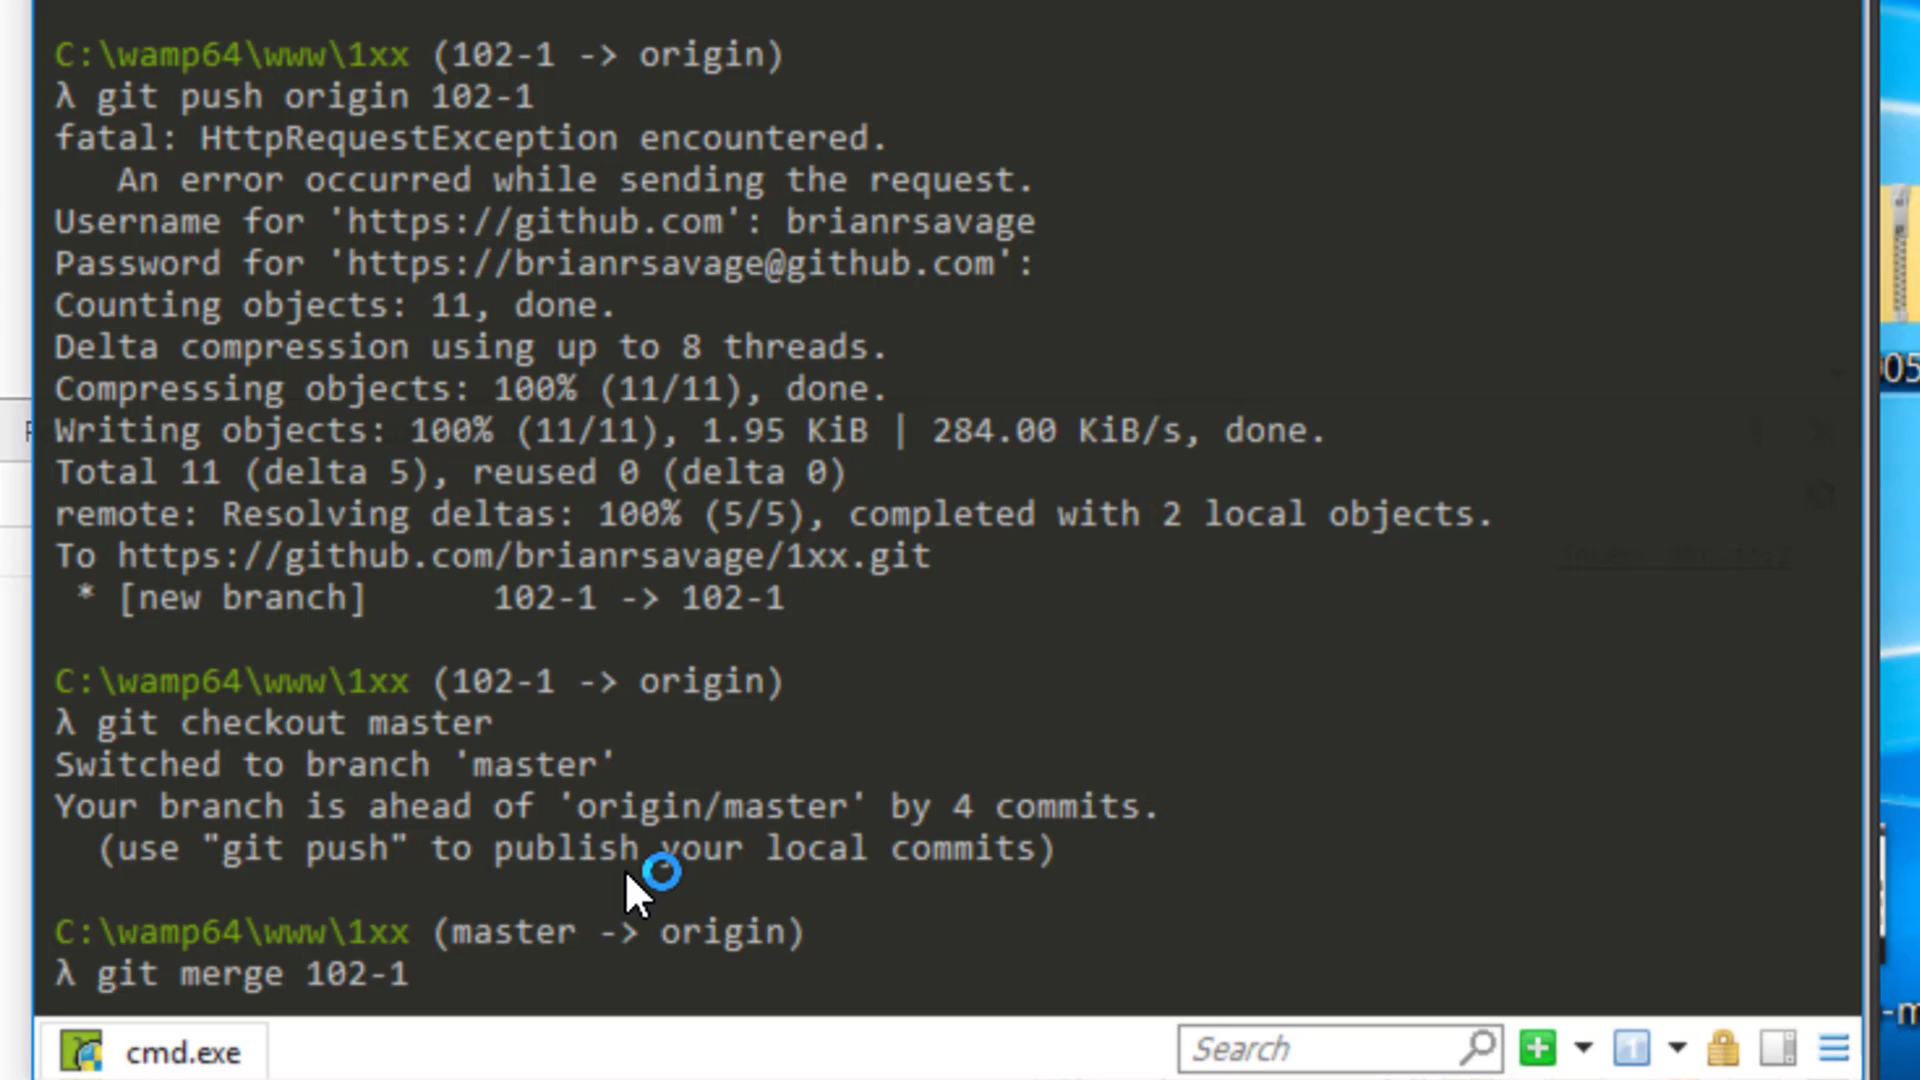 C:\wamp64\www\1xx (102-1 -> origin)
λ git push origin 102-1
fatal: HttpRequestException encountered.
   An error occurred while sending the request.
Username for 'https://github.com': brianrsavage
Password for 'https://brianrsavage@github.com':
Counting objects: 11, done.
Delta compression using up to 8 threads.
Compressing objects: 100% (11/11), done.
Writing objects: 100% (11/11), 1.95 KiB | 284.00 KiB/s, done.
Total 11 (delta 5), reused 0 (delta 0)
remote: Resolving deltas: 100% (5/5), completed with 2 local objects.
To https://github.com/brianrsavage/1xx.git
 * [new branch]      102-1 -> 102-1
C:\wamp64\www\1xx (102-1 -> origin)
λ git checkout master
Switched to branch 'master'
Your branch is ahead of 'origin/master' by 4 commits.
  (use "git push" to publish your local commits)
C:\wamp64\www\1xx (master -> origin)
λ git merge 102-1
cmd.exe
Search
1
05
-m